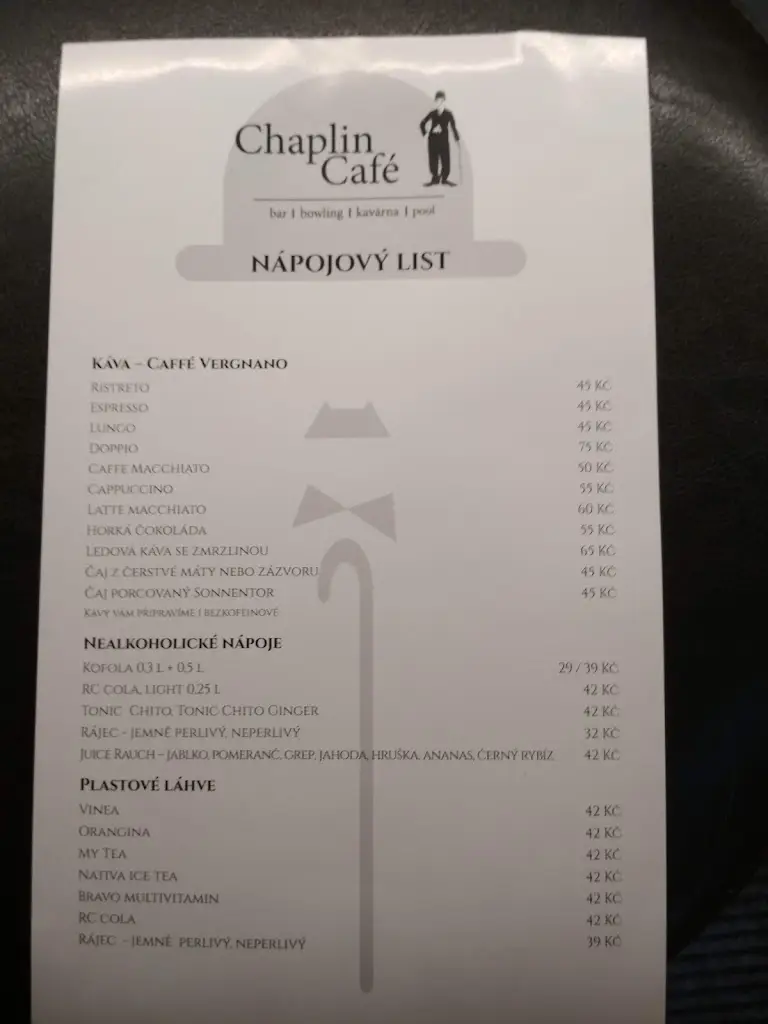 Chaplin
Café
bar | bowling | kavárna | pool
NÁPOJOVÝ LIST
KÁVA – CAFFÉ VERGNANO
RISTRETO 45 KČ
ESPRESSO 45 KČ
LUNGO 45 KČ
DOPPIO 75 KČ
CAFFE MACCHIATO 50 KČ
CAPPUCCINO 55 KČ
LATTE MACCHIATO 60 KČ
HORKÁ ČOKOLÁDA 55 KČ
LEDOVÁ KÁVA SE ZMRZLINOU 65 KČ
ČAJ Z ČERSTVÉ MÁTY NEBO ZÁZVORU 45 KČ
ČAJ PORCOVANÝ SONNENTOR 45 KČ
KÁVY VÁM PŘIPRAVÍME I BEZKOFEINOVÉ
NEALKOHOLICKÉ NÁPOJE
KOFOLA 0,3 L + 0,5 L 29 / 39 KČ
RC COLA, LIGHT 0,25 L 42 KČ
TONIC CHITO, TONIC CHITO GINGER 42 KČ
RÁJEC – JEMNĚ PERLIVÝ, NEPERLIVÝ 32 KČ
JUICE RAUCH – JABLKO, POMERANČ, GREP, JAHODA, HRUŠKA, ANANAS, ČERNÝ RYBÍZ 42 KČ
PLASTOVÉ LÁHVE
VINEA 42 KČ
ORANGINA 42 KČ
MY TEA 42 KČ
NATIVA ICE TEA 42 KČ
BRAVO MULTIVITAMIN 42 KČ
RC COLA 42 KČ
RÁJEC – JEMNĚ PERLIVÝ, NEPERLIVÝ 39 KČ